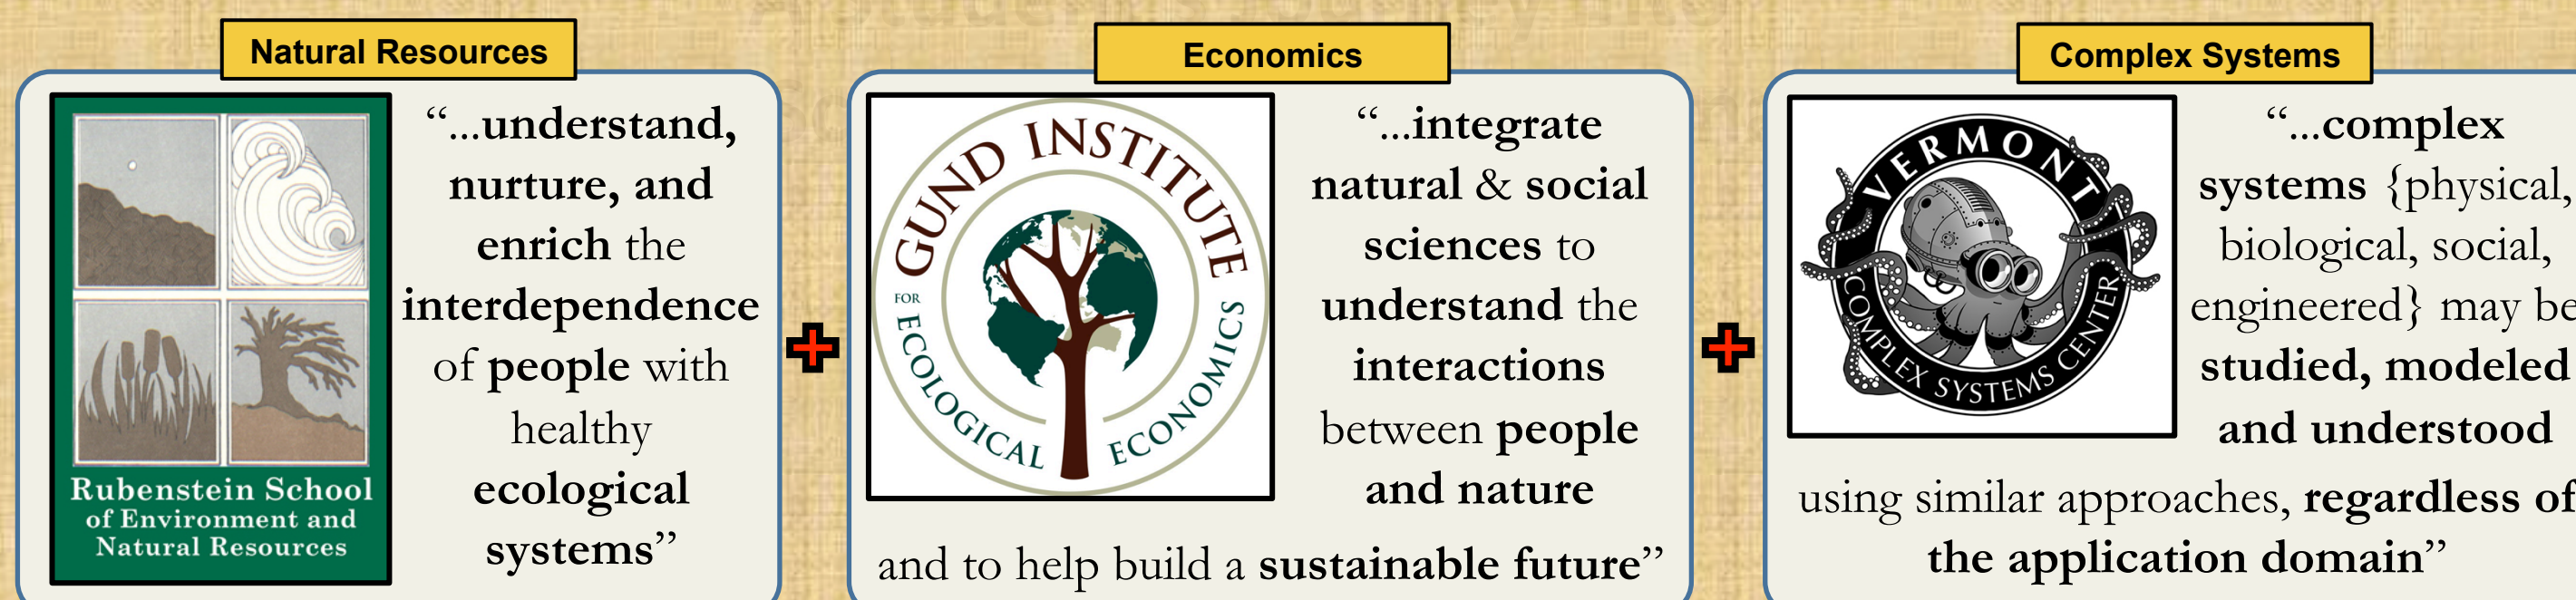 Natural Resources
Rubenstein School
of Environment and
Natural Resources
“...understand,
nurture, and
enrich the
interdependence
of people with
healthy
ecological
systems”
+
Economics
GUND INSTITUTE
FOR
ECOLOGICAL ECONOMICS
“...integrate
natural & social
sciences to
understand the
interactions
between people
and nature
and to help build a sustainable future”
+
Complex Systems
VERMONT
COMPLEX SYSTEMS CENTER
“...complex
systems {physical,
biological, social,
engineered} may be
studied, modeled
and understood
using similar approaches, regardless of
the application domain”